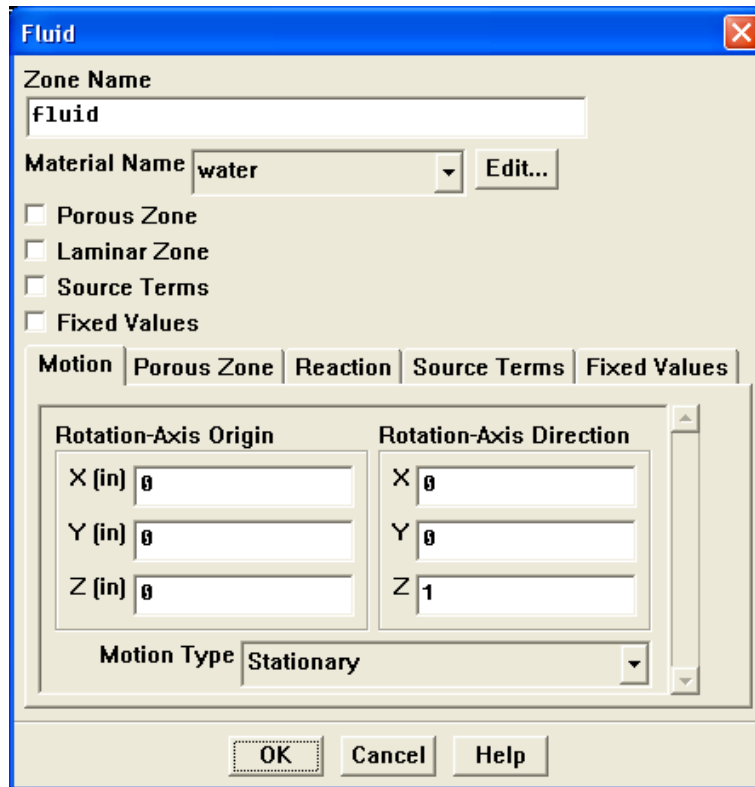 Fluid
Zone Name
fluid
Material Name water Edit...
Porous Zone
Laminar Zone
Source Terms
Fixed Values
Motion Porous Zone Reaction Source Terms Fixed Values
Rotation-Axis Origin Rotation-Axis Direction
X (in) 0 X 0
Y (in) 0 Y 0
Z (in) 0 Z 1
Motion Type Stationary
OK Cancel Help